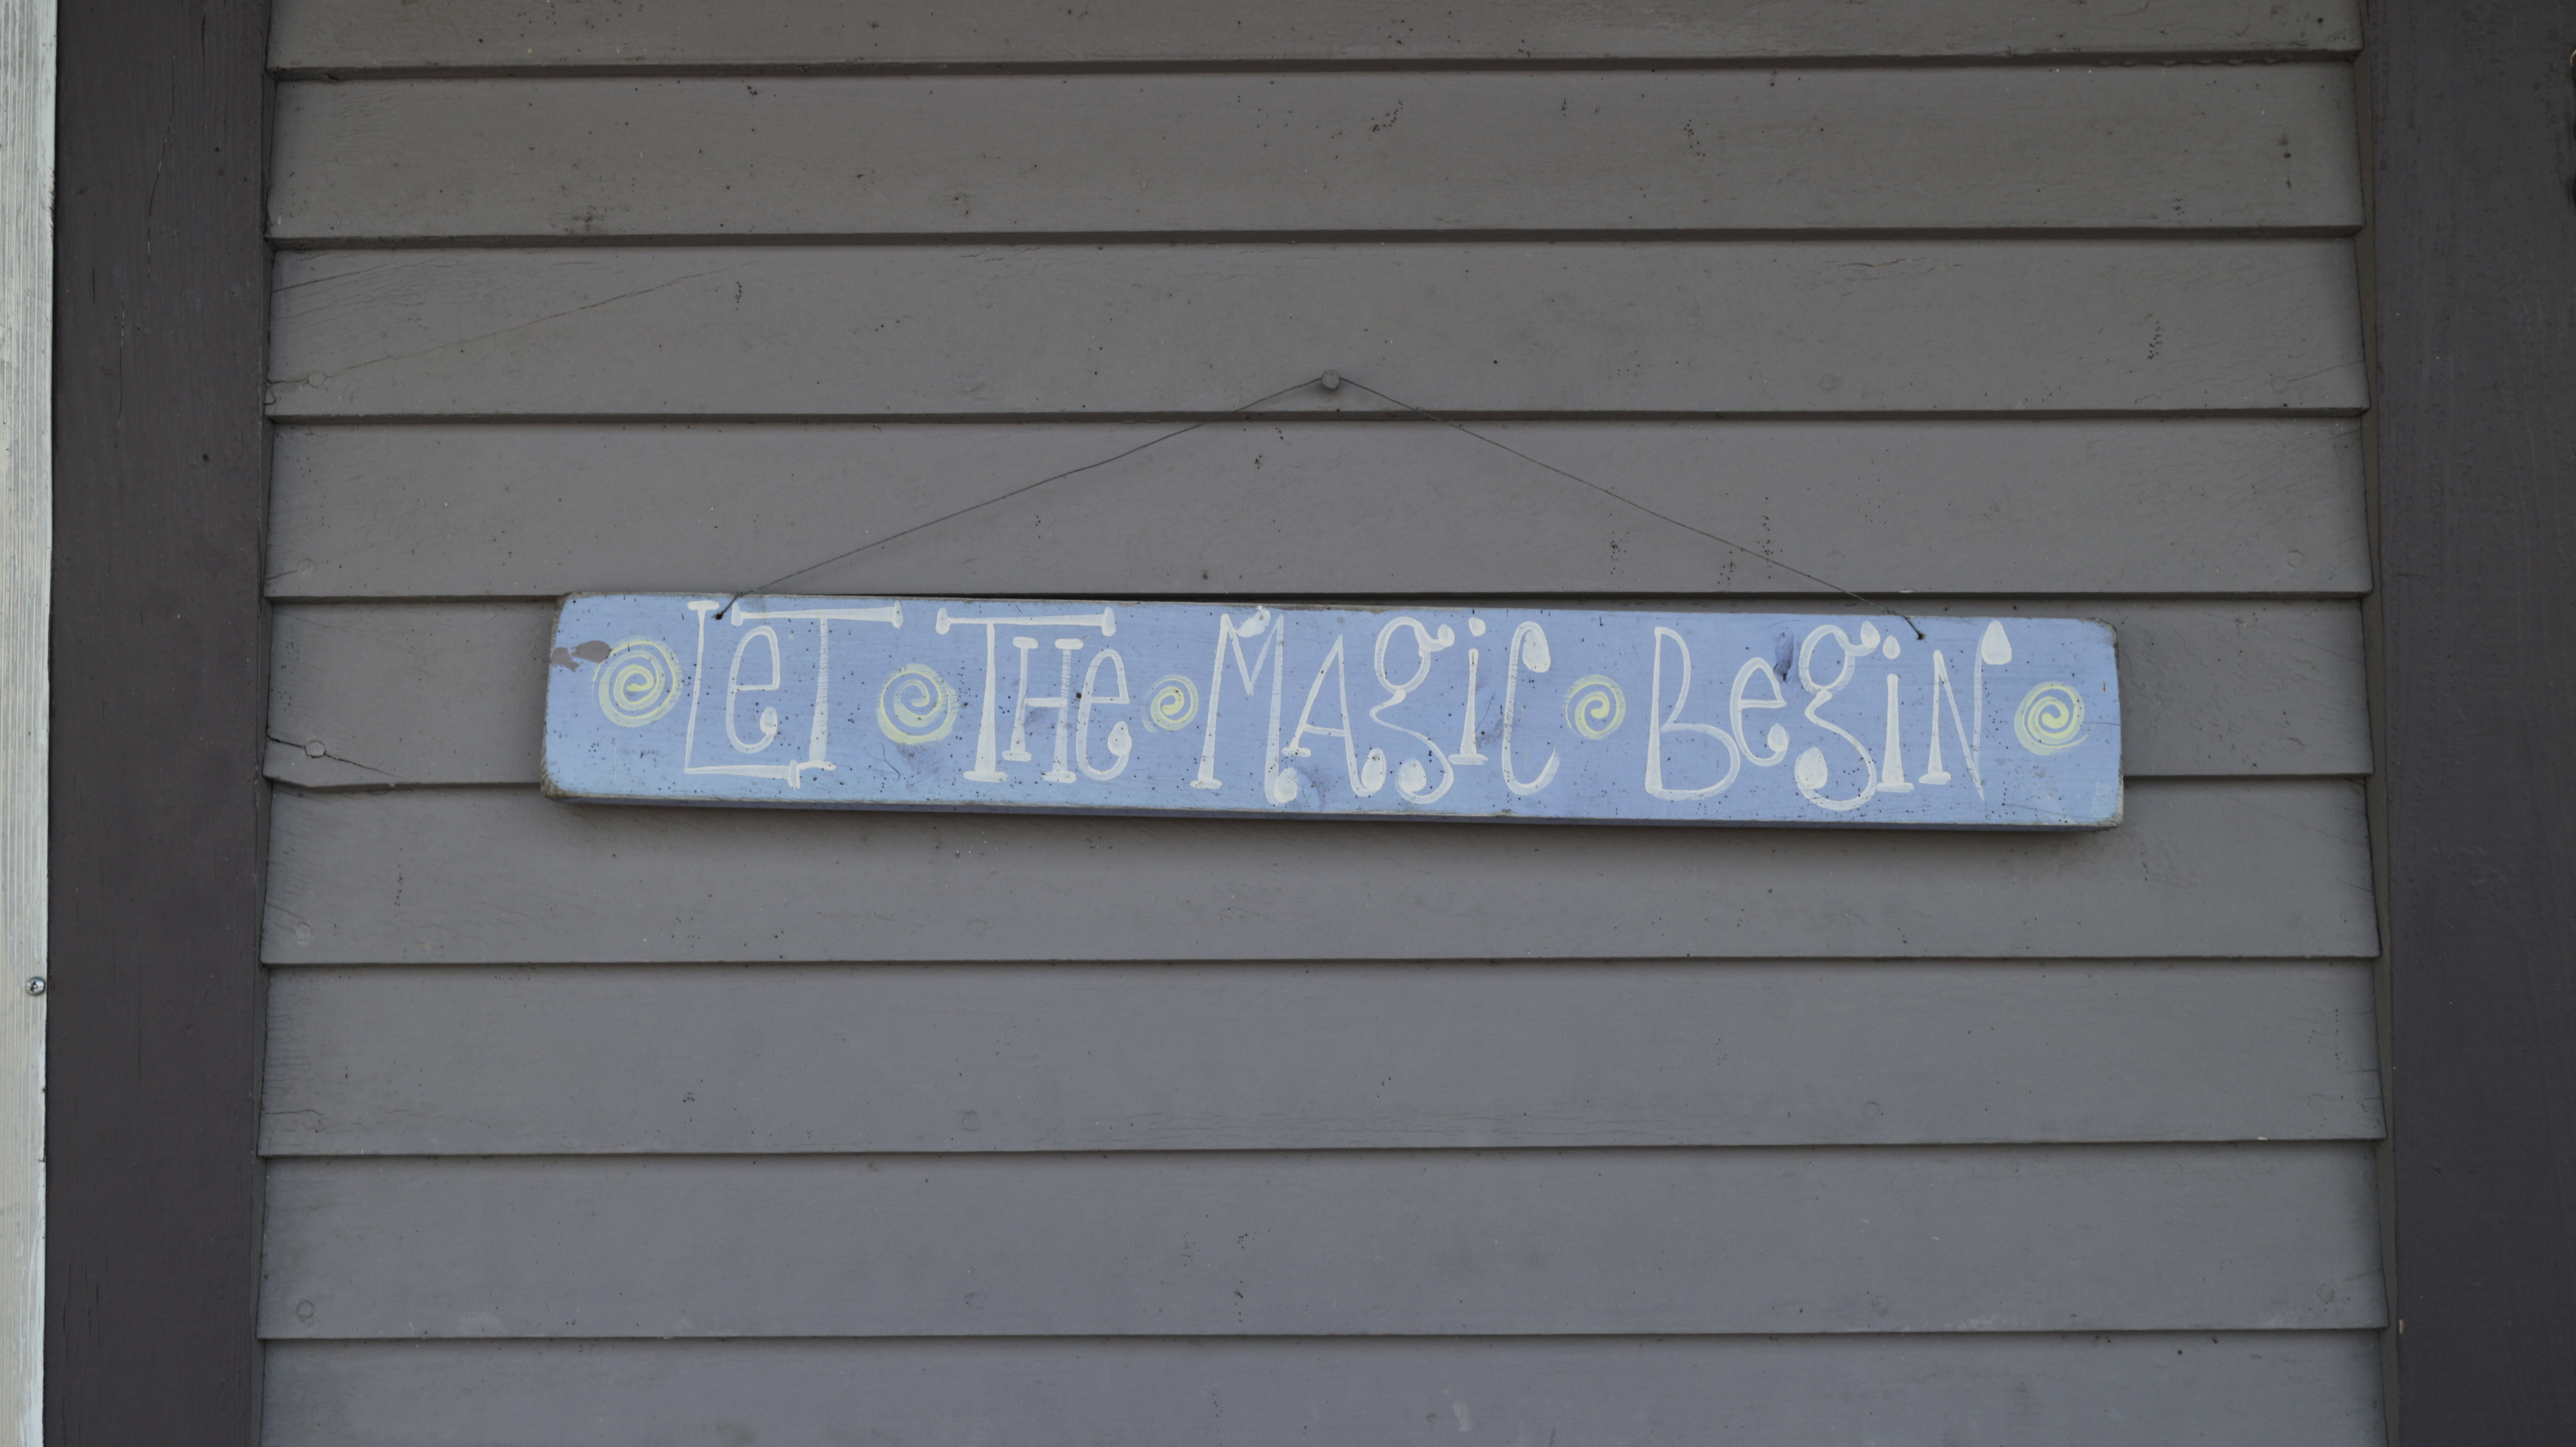 LeT THe MAgiC BegiN